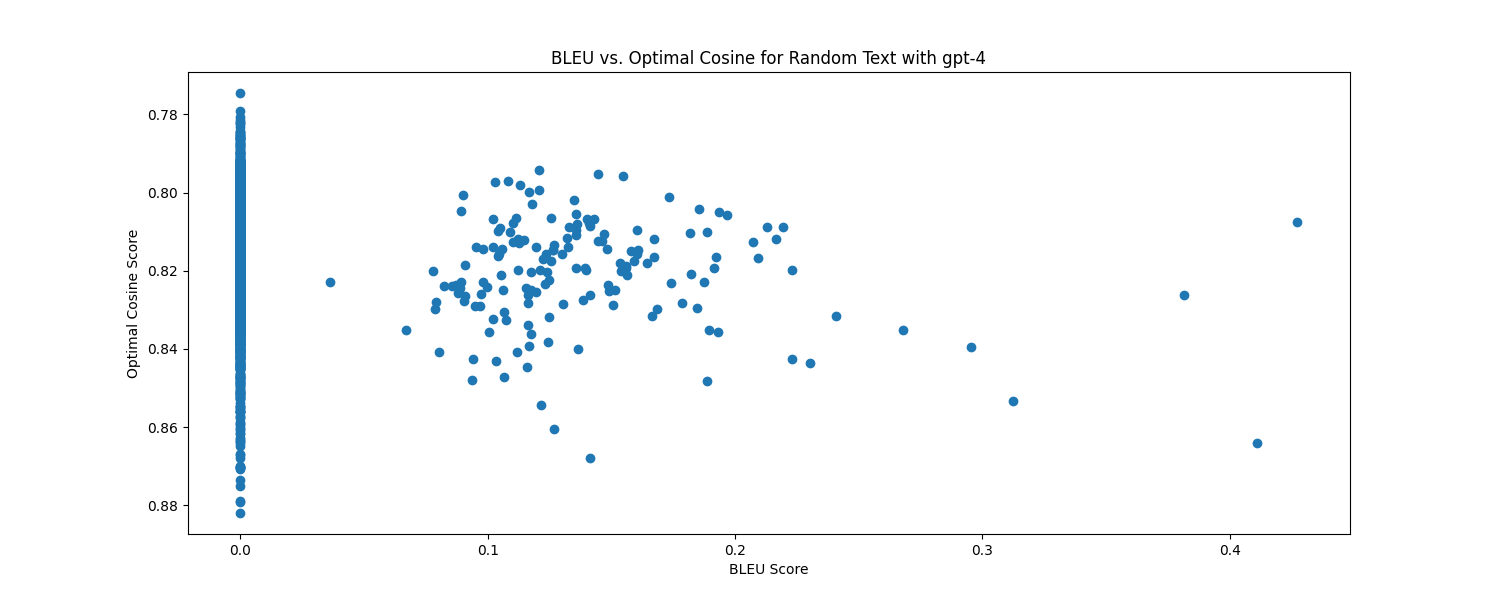 BLEU vs. Optimal Cosine for Random Text with gpt-4
Optimal Cosine Score
0.78
0.80
0.82
0.84
0.86
0.88
0.0 0.1 0.2 0.3 0.4
BLEU Score